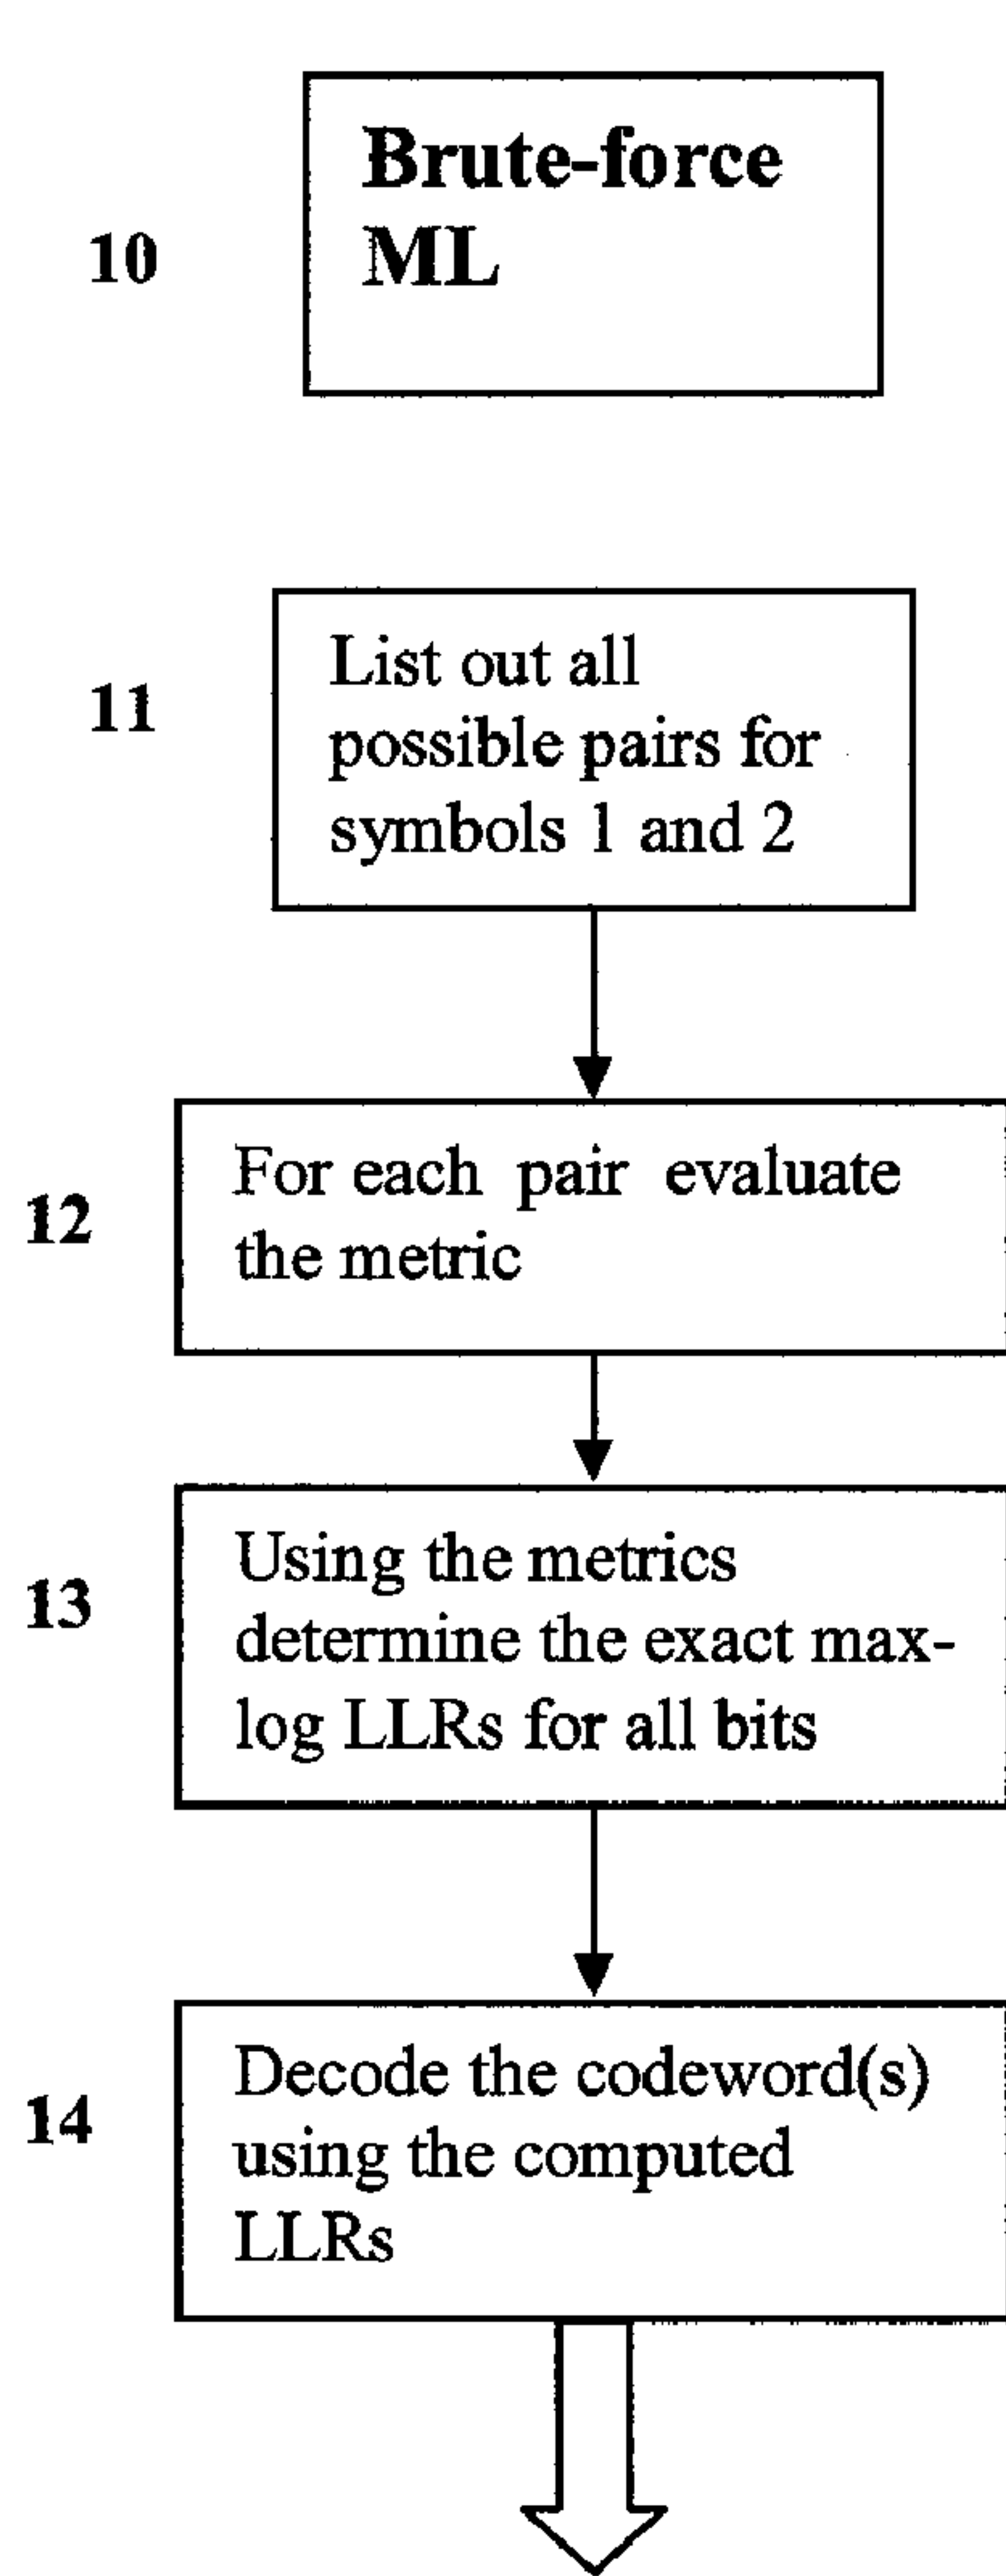 10
Brute-force
ML
11
List out all
possible pairs for
symbols 1 and 2
12
For each pair evaluate
the metric
13
Using the metrics
determine the exact max-
log LLRs for all bits
14
Decode the codeword(s)
using the computed
LLRs